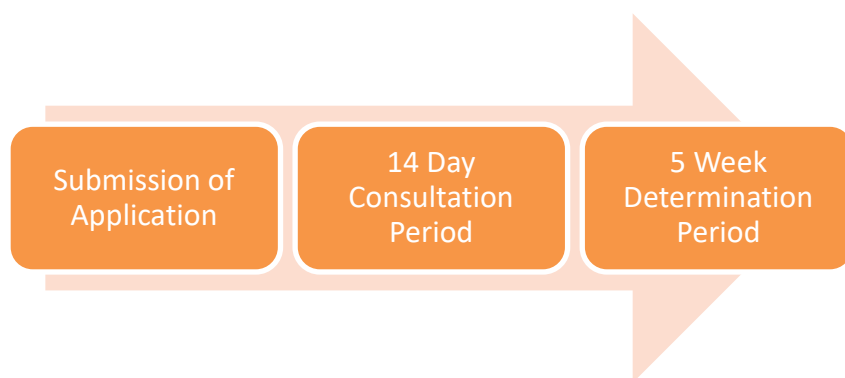 Submission of
Application
14 Day
Consultation
Period
5 Week
Determination
Period